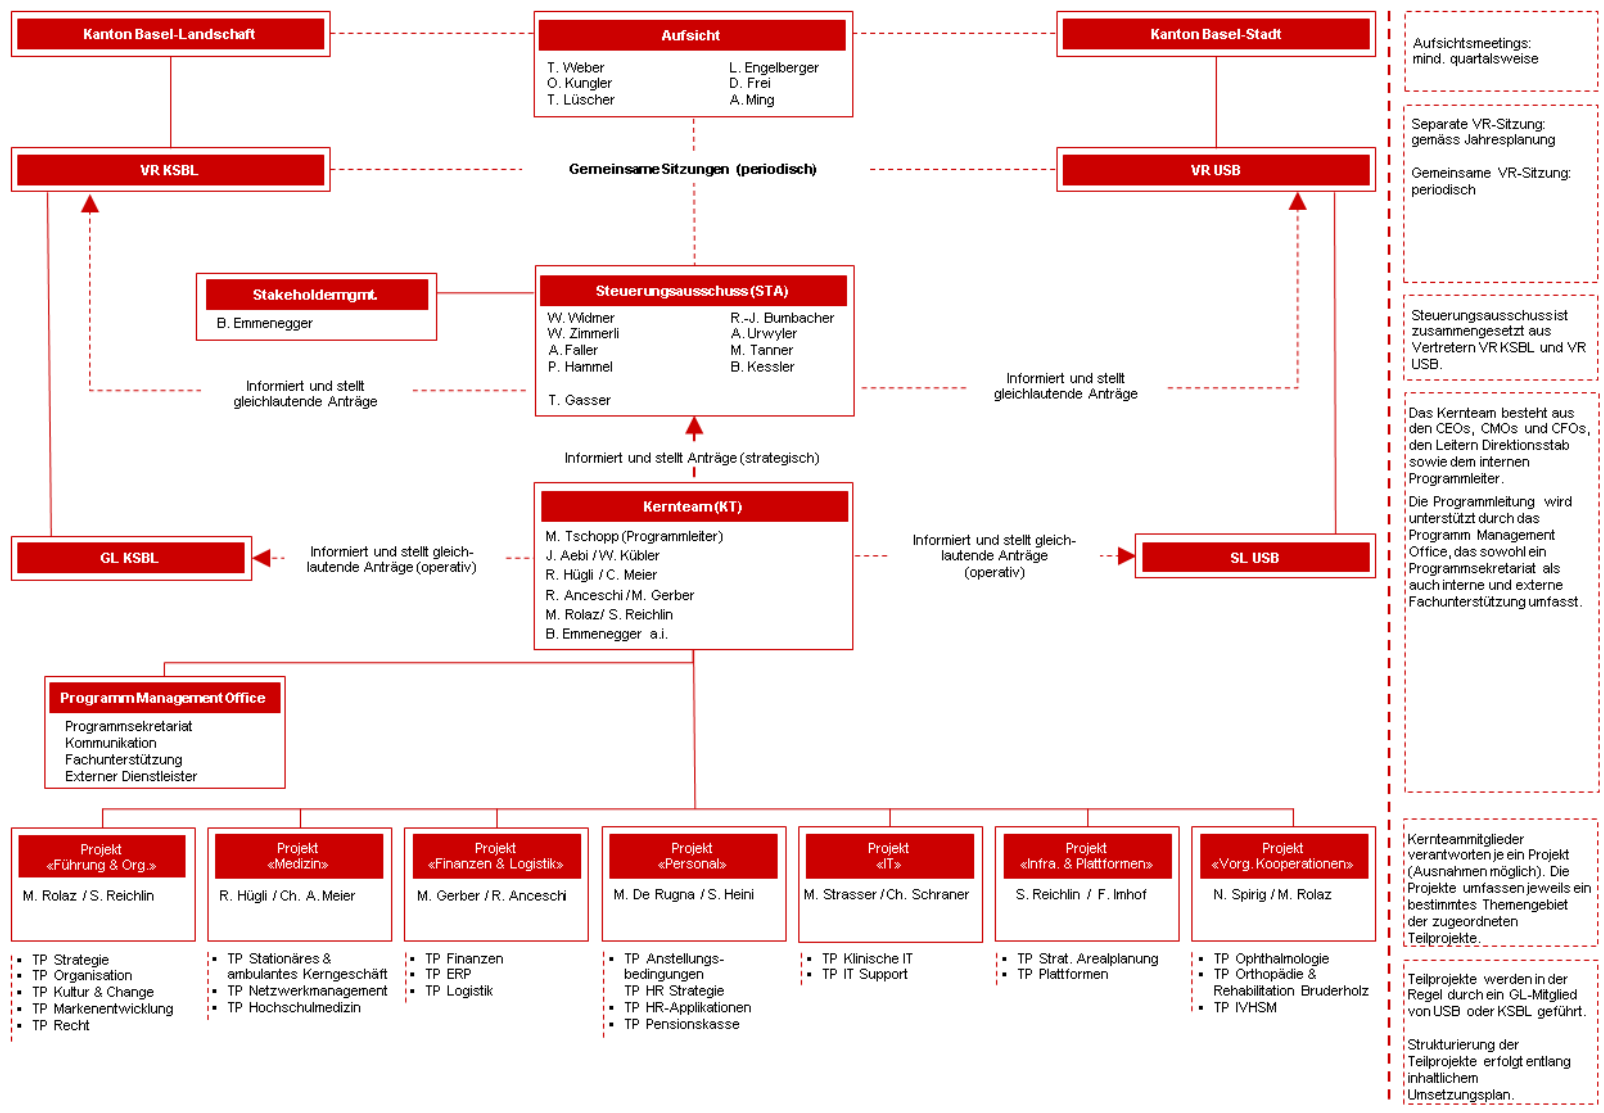 Kanton Basel-Landschaft
Aufsicht
T. Weber
O. Kungler
T. Lüscher
L. Engelberger
D. Frei
A. Ming
Kanton Basel-Stadt
Aufsichtsmeetings:
mind. quartalsweise
VR KSBL
Gemeinsame Sitzungen (periodisch)
VR USB
Separate VR-Sitzung:
gemäss Jahresplanung
Gemeinsame VR-Sitzung:
periodisch
Stakeholdermgmt.
B. Emmenegger
Steuerungsausschuss (STA)
W. Widmer
W. Zimmerli
A. Faller
P. Hammel
T. Gasser
R.-J. Bumbacher
A. Urwyler
M. Tanner
B. Kessler
Steuerungsausschuss ist
zusammengesetzt aus
Vertretern VR KSBL und VR
USB.
Informiert und stellt
gleichlautende Anträge
Informiert und stellt
gleichlautende Anträge
Informiert und stellt Anträge (strategisch)
Das Kernteam besteht aus
den CEOs, CMOs und CFOs,
den Leitern Direktionsstab
sowie dem internen
Programmleiter.
Die Programmleitung wird
unterstützt durch das
Programm Management
Office, das sowohl ein
Programmsekretariat als
auch interne und externe
Fachunterstützung umfasst.
GL KSBL
Informiert und stellt gleich-
lautende Anträge (operativ)
Kernteam (KT)
M. Tschopp (Programmleiter)
J. Aebi / W. Kübler
R. Hügli / C. Meier
R. Anceschi / M. Gerber
M. Rolaz / S. Reichlin
B. Emmenegger a.i.
Informiert und stellt gleich-
lautende Anträge
(operativ)
SL USB
Programm Management Office
Programmsekretariat
Kommunikation
Fachunterstützung
Externer Dienstleister
Projekt
«Führung & Org.»
M. Rolaz / S. Reichlin
▪ TP Strategie
▪ TP Organisation
▪ TP Kultur & Change
▪ TP Markenentwicklung
▪ TP Recht
Projekt
«Medizin»
R. Hügli / Ch. A. Meier
▪ TP Stationäres &
ambulantes Kerngeschäft
▪ TP Netzwerkmanagement
▪ TP Hochschulmedizin
Projekt
«Finanzen & Logistik»
M. Gerber / R. Anceschi
▪ TP Finanzen
▪ TP ERP
▪ TP Logistik
Projekt
«Personal»
M. De Rugna / S. Heini
▪ TP Anstellungs-
bedingungen
▪ TP HR Strategie
▪ TP HR-Applikationen
▪ TP Pensionskasse
Projekt
«IT»
M. Strasser / Ch. Schraner
▪ TP Klinische IT
▪ TP IT Support
Projekt
«Infra. & Plattformen»
S. Reichlin / F. Imhof
▪ TP Strat. Arealplanung
▪ TP Plattformen
Projekt
«Vorg. Kooperationen»
N. Spirig / M. Rolaz
▪ TP Ophthalmologie
▪ TP Orthopädie &
Rehabilitation Bruderholz
▪ TP IVHSM
Kernteammitglieder
verantworten je ein Projekt
(Ausnahmen möglich). Die
Projekte umfassen jeweils ein
bestimmtes Themengebiet
der zugeordneten
Teilprojekte.
Teilprojekte werden in der
Regel durch ein GL-Mitglied
von USB oder KSBL geführt.
Strukturierung der
Teilprojekte erfolgt entlang
inhaltlichem
Umsetzungsplan.